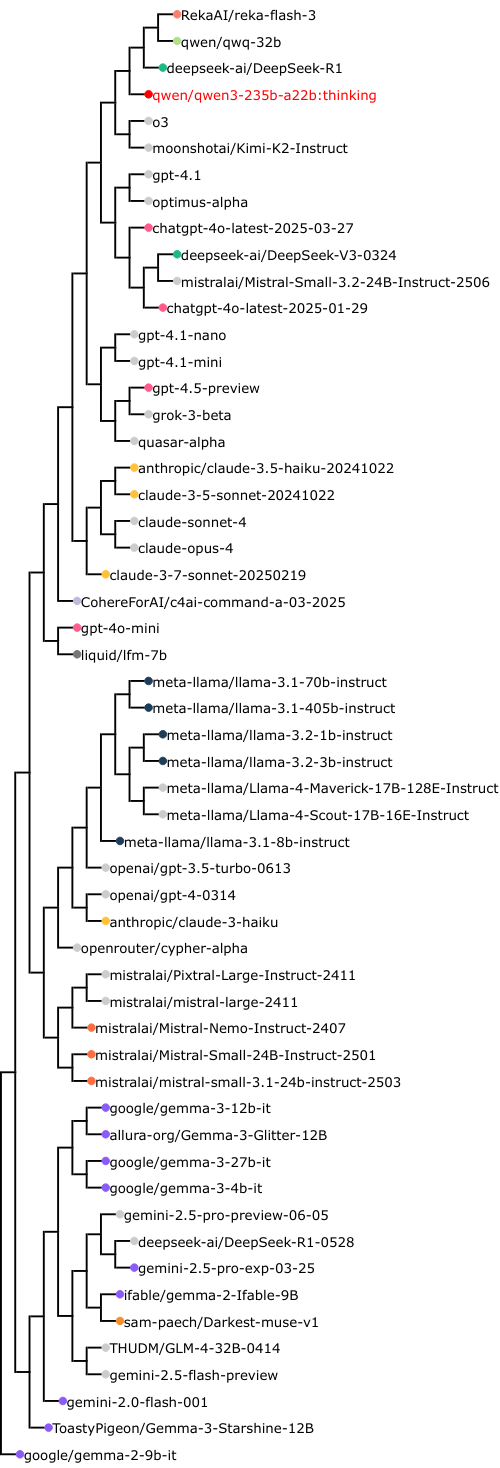 RekaAI/reka-flash-3
qwen/qwq-32b
deepseek-ai/DeepSeek-R1
qwen/qwen3-235b-a22b:thinking
o3
moonshotai/Kimi-K2-Instruct
gpt-4.1
optimus-alpha
chatgpt-4o-latest-2025-03-27
deepseek-ai/DeepSeek-V3-0324
mistralai/Mistral-Small-3.2-24B-Instruct-2506
chatgpt-4o-latest-2025-01-29
gpt-4.1-nano
gpt-4.1-mini
gpt-4.5-preview
grok-3-beta
quasar-alpha
anthropic/claude-3.5-haiku-20241022
claude-3-5-sonnet-20241022
claude-sonnet-4
claude-opus-4
claude-3-7-sonnet-20250219
CohereForAI/c4ai-command-a-03-2025
gpt-4o-mini
liquid/lfm-7b
meta-llama/llama-3.1-70b-instruct
meta-llama/llama-3.1-405b-instruct
meta-llama/llama-3.2-1b-instruct
meta-llama/llama-3.2-3b-instruct
meta-llama/Llama-4-Maverick-17B-128E-Instruct
meta-llama/Llama-4-Scout-17B-16E-Instruct
meta-llama/llama-3.1-8b-instruct
openai/gpt-3.5-turbo-0613
openai/gpt-4-0314
anthropic/claude-3-haiku
openrouter/cypher-alpha
mistralai/Pixtral-Large-Instruct-2411
mistralai/mistral-large-2411
mistralai/Mistral-Nemo-Instruct-2407
mistralai/Mistral-Small-24B-Instruct-2501
mistralai/mistral-small-3.1-24b-instruct-2503
google/gemma-3-12b-it
allura-org/Gemma-3-Glitter-12B
google/gemma-3-27b-it
google/gemma-3-4b-it
gemini-2.5-pro-preview-06-05
deepseek-ai/DeepSeek-R1-0528
gemini-2.5-pro-exp-03-25
ifable/gemma-2-Ifable-9B
sam-paech/Darkest-muse-v1
THUDM/GLM-4-32B-0414
gemini-2.5-flash-preview
gemini-2.0-flash-001
ToastyPigeon/Gemma-3-Starshine-12B
google/gemma-2-9b-it